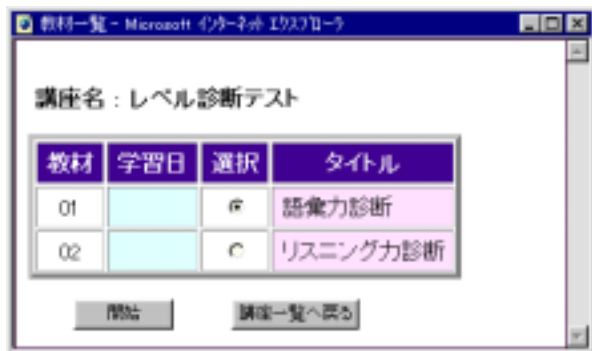 教材一覧 - Microsoft インターネット エクスプローラ
講座名：レベル診断テスト
教材 学習日 選択 タイトル
01 語彙力診断
02 リスニング力診断
開始 講座一覧へ戻る